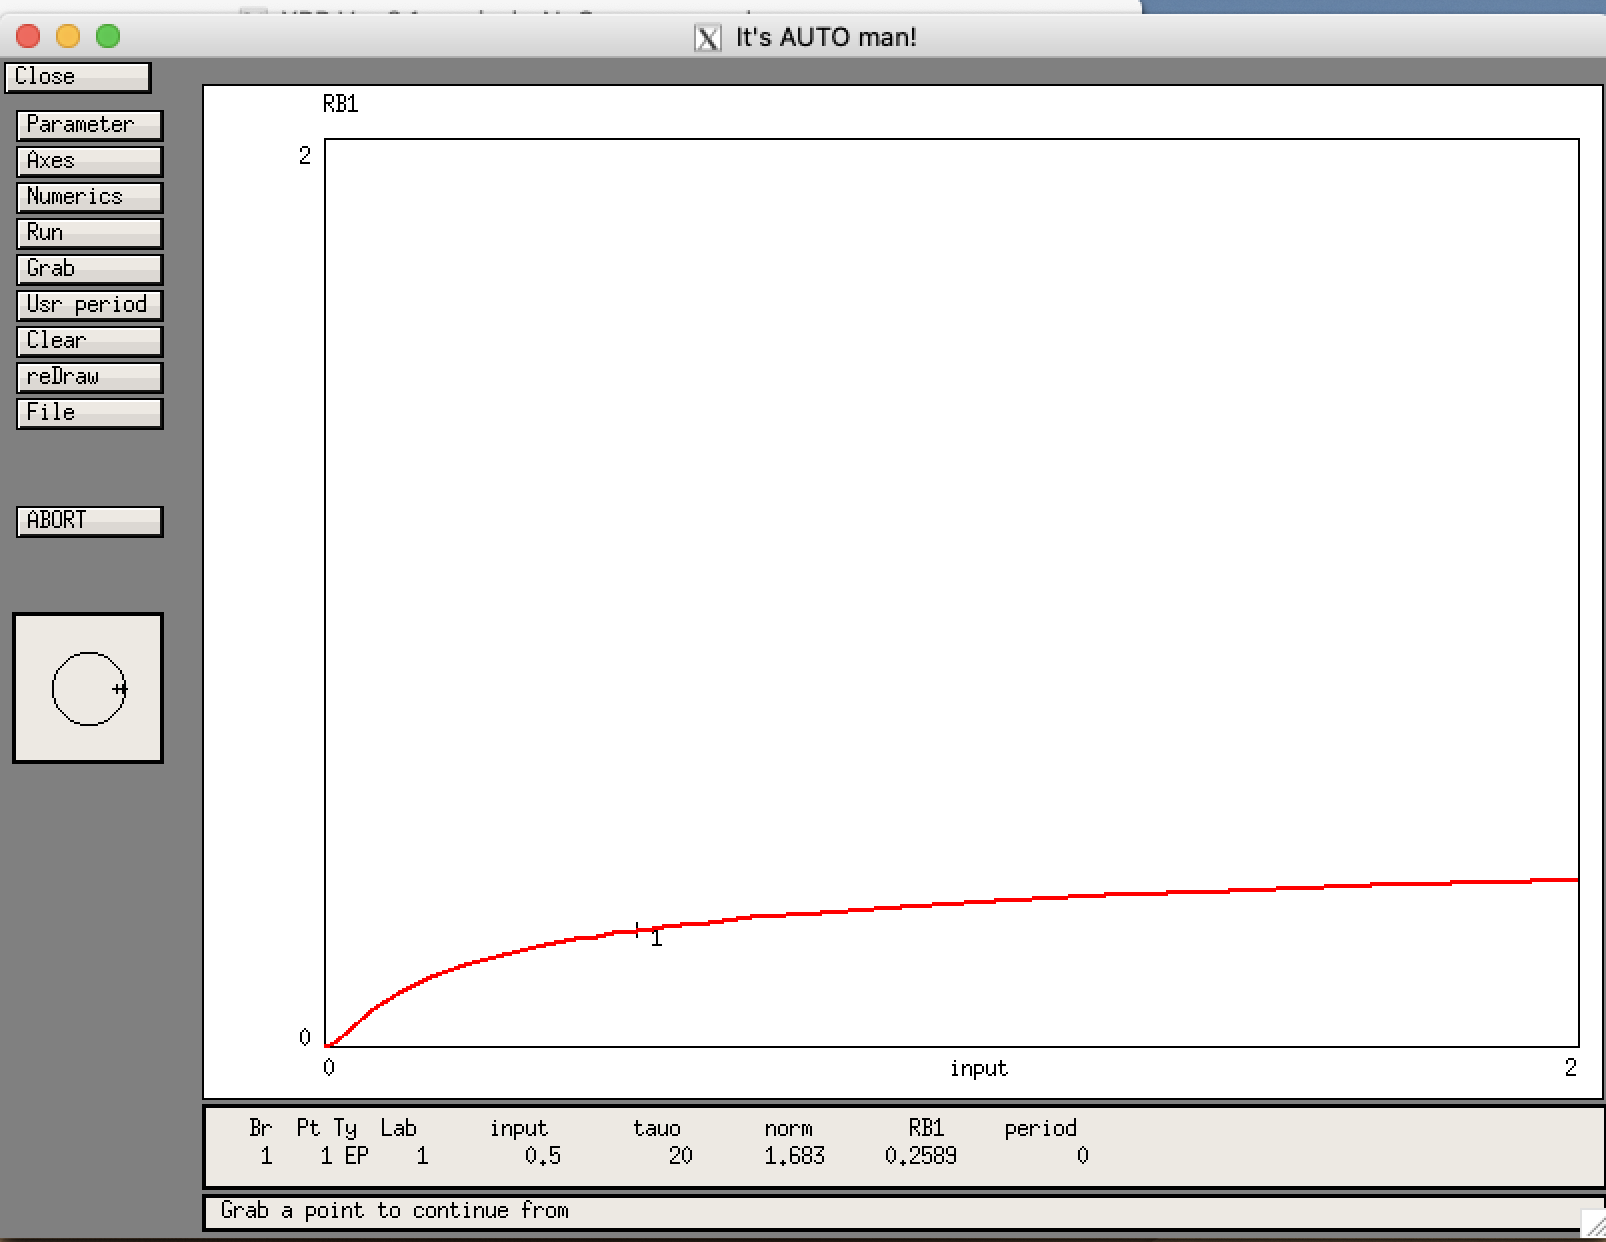 It's AUTO man!
Close
Parameter
Axes
Numerics
Run
Grab
Usr period
Clear
reDraw
File
ABORT
RB1
2
1
0
0 input 2
Br Pt Ty Lab input tauo norm RB1 period
1 1 EP 1 0.5 20 1.683 0.2589 0
Grab a point to continue from